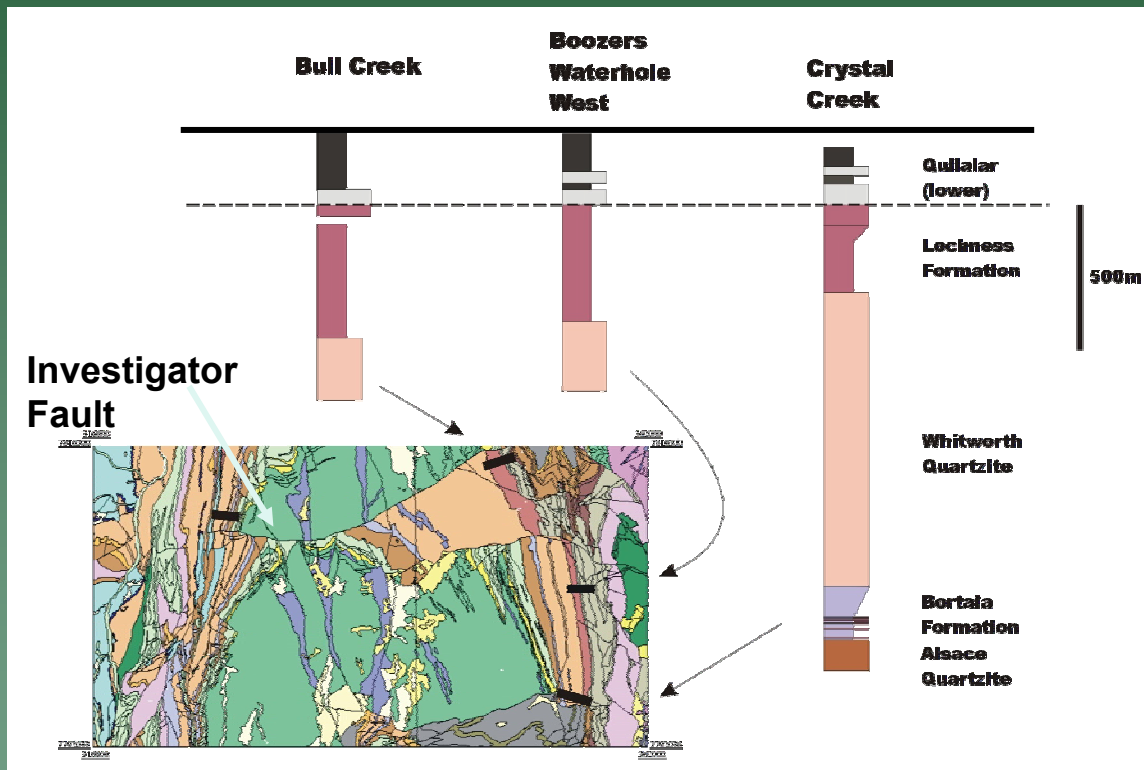 Bull Creek
Boozers
Waterhole
West
Crystal
Creek
Quilalar
(lower)
Lochness
Formation
500m
Whitworth
Quartzite
Bortala
Formation
Alsace
Quartzite
Investigator
Fault